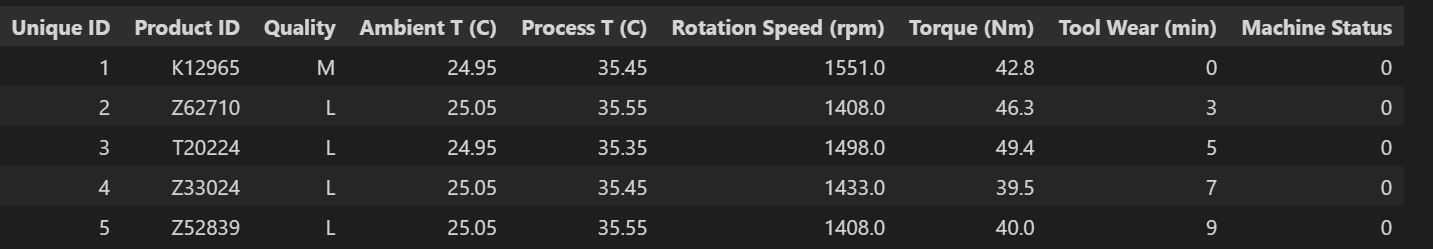 Unique ID Product ID Quality Ambient T (C) Process T (C) Rotation Speed (rpm) Torque (Nm) Tool Wear (min) Machine Status
1 K12965 M 24.95 35.45 1551.0 42.8 0 0
2 Z62710 L 25.05 35.55 1408.0 46.3 3 0
3 T20224 L 24.95 35.35 1498.0 49.4 5 0
4 Z33024 L 25.05 35.45 1433.0 39.5 7 0
5 Z52839 L 25.05 35.55 1408.0 40.0 9 0